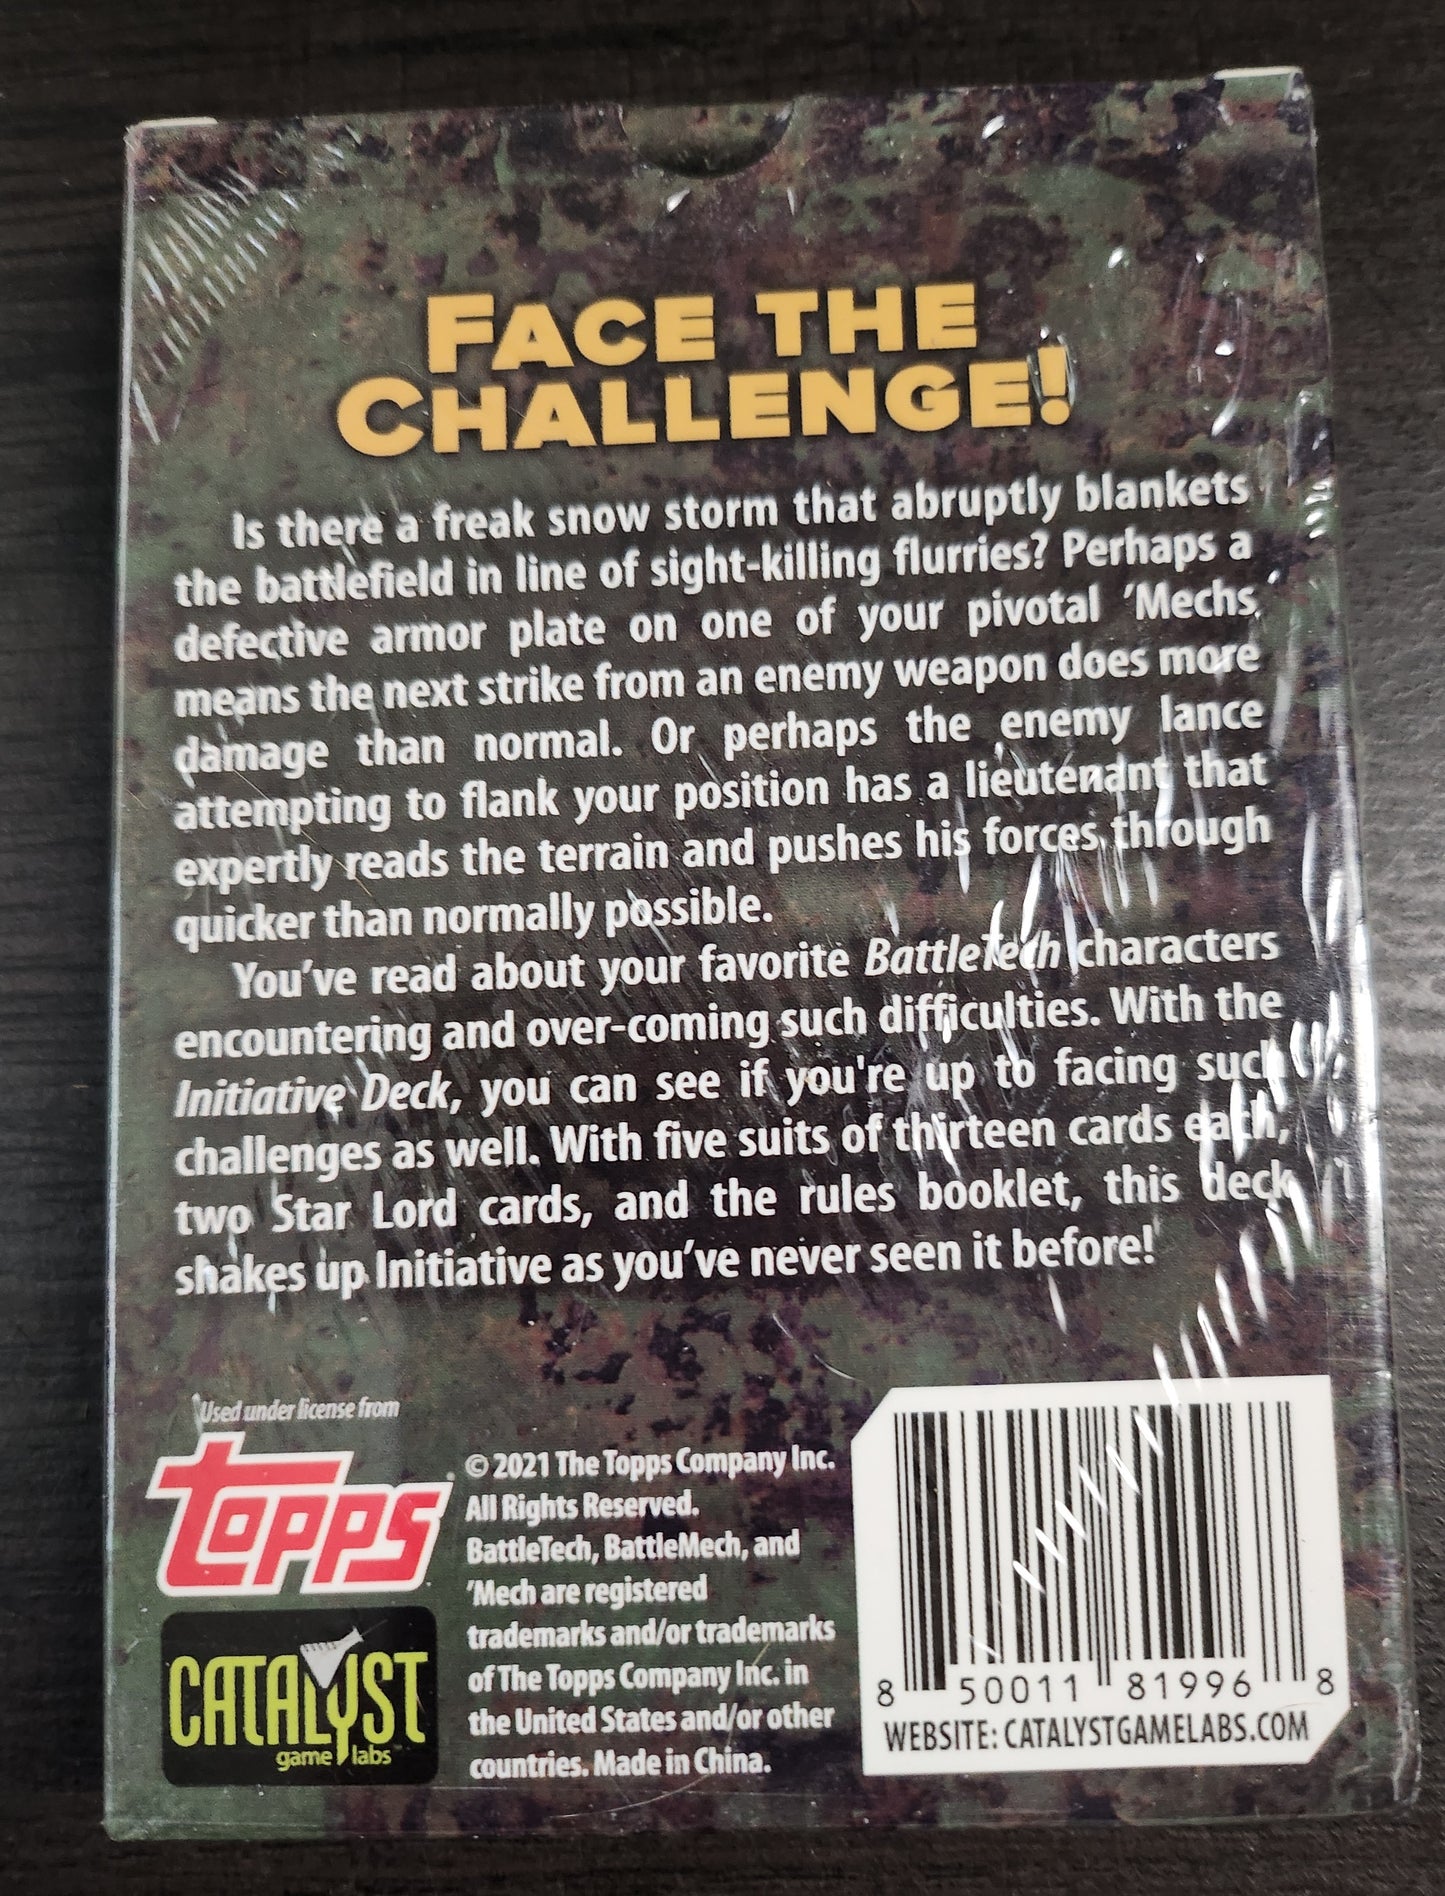 FACE THE
CHALLENGE!
Is there a freak snow storm that abruptly blankets
the battlefield in line of sight-killing flurries? Perhaps a
defective armor plate on one of your pivotal 'Mechs
means the next strike from an enemy weapon does more
damage than normal. Or perhaps the enemy lance
attempting to flank your position has a lieutenant that
expertly reads the terrain and pushes his forces through
quicker than normally possible.
You've read about your favorite BattleTech characters
encountering and over-coming such difficulties. With the
Initiative Deck, you can see if you're up to facing such
challenges as well. With five suits of thirteen cards each,
two Star Lord cards, and the rules booklet, this deck
shakes up Initiative as you've never seen it before!
Used under license from
Topps
CATALYST
game labs™
© 2021 The Topps Company Inc.
All Rights Reserved.
BattleTech, BattleMech, and
'Mech are registered
trademarks and/or trademarks
of The Topps Company Inc. in
the United States and/or other
countries. Made in China.
8 50011 81996 8
WEBSITE: CATALYSTGAMELABS.COM